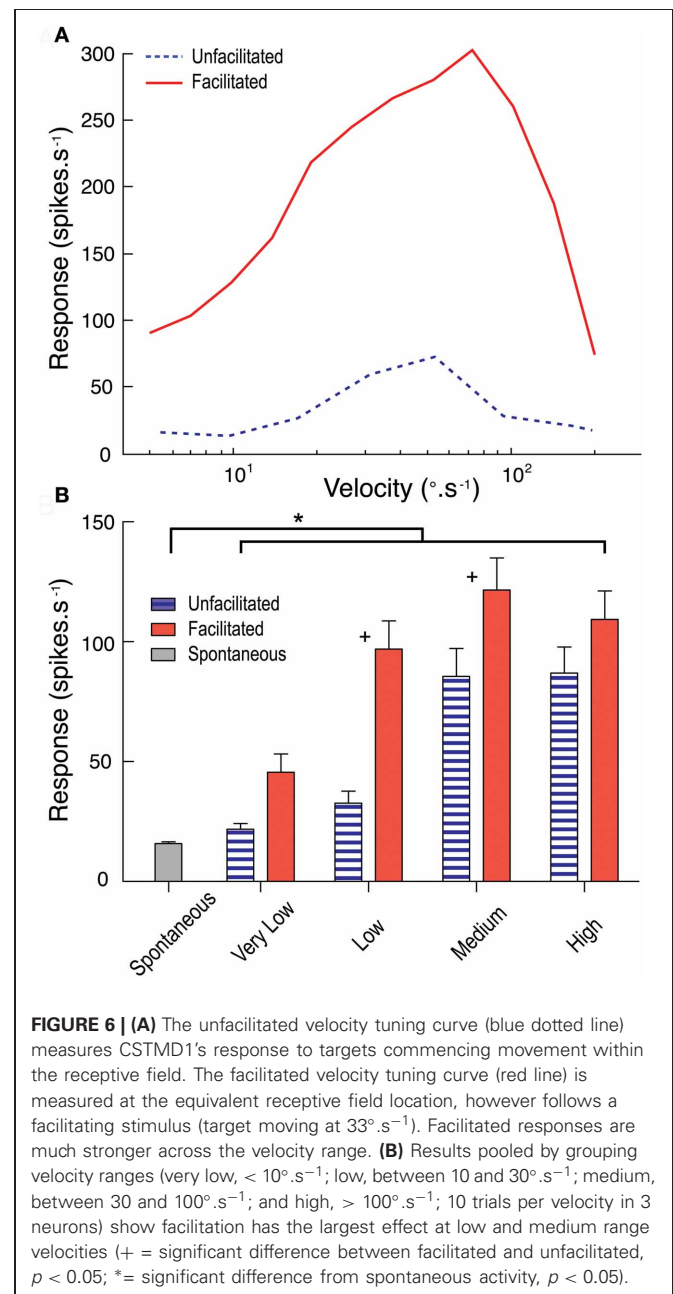 A
300
250
200
150
100
50
0
Response (spikes.s⁻¹)
Unfacilitated
Facilitated
10¹
10²
Velocity (°.s⁻¹)
B
150
100
50
0
Response (spikes.s⁻¹)
*
Unfacilitated
Facilitated
Spontaneous
+
+
Spontaneous
Very Low
Low
Medium
High
FIGURE 6 | (A) The unfacilitated velocity tuning curve (blue dotted line)
measures CSTMD1's response to targets commencing movement within
the receptive field. The facilitated velocity tuning curve (red line) is
measured at the equivalent receptive field location, however follows a
facilitating stimulus (target moving at 33°.s⁻¹). Facilitated responses are
much stronger across the velocity range. (B) Results pooled by grouping
velocity ranges (very low, < 10°.s⁻¹; low, between 10 and 30°.s⁻¹; medium,
between 30 and 100°.s⁻¹; and high, > 100°.s⁻¹; 10 trials per velocity in 3
neurons) show facilitation has the largest effect at low and medium range
velocities (+ = significant difference between facilitated and unfacilitated,
p < 0.05; *= significant difference from spontaneous activity, p < 0.05).